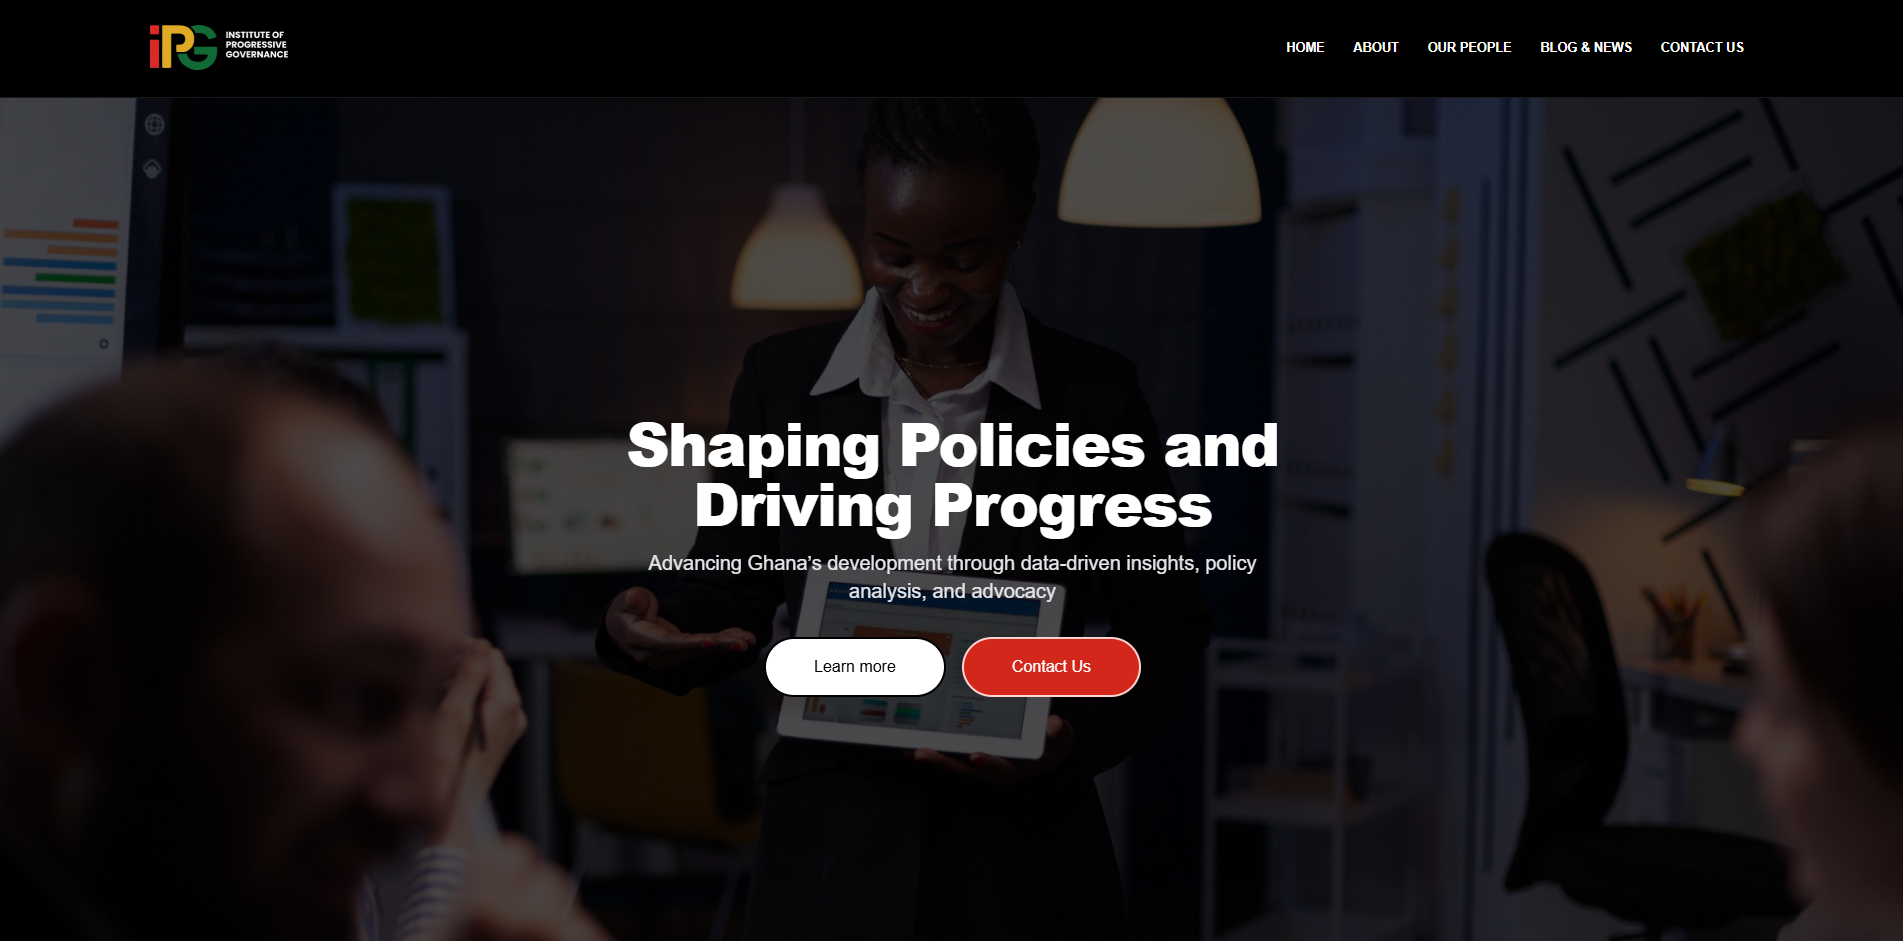 iPG
INSTITUTE OF
PROGRESSIVE
GOVERNANCE
HOME ABOUT OUR PEOPLE BLOG & NEWS CONTACT US
Shaping Policies and
Driving Progress
Advancing Ghana’s development through data-driven insights, policy
analysis, and advocacy
Learn more Contact Us